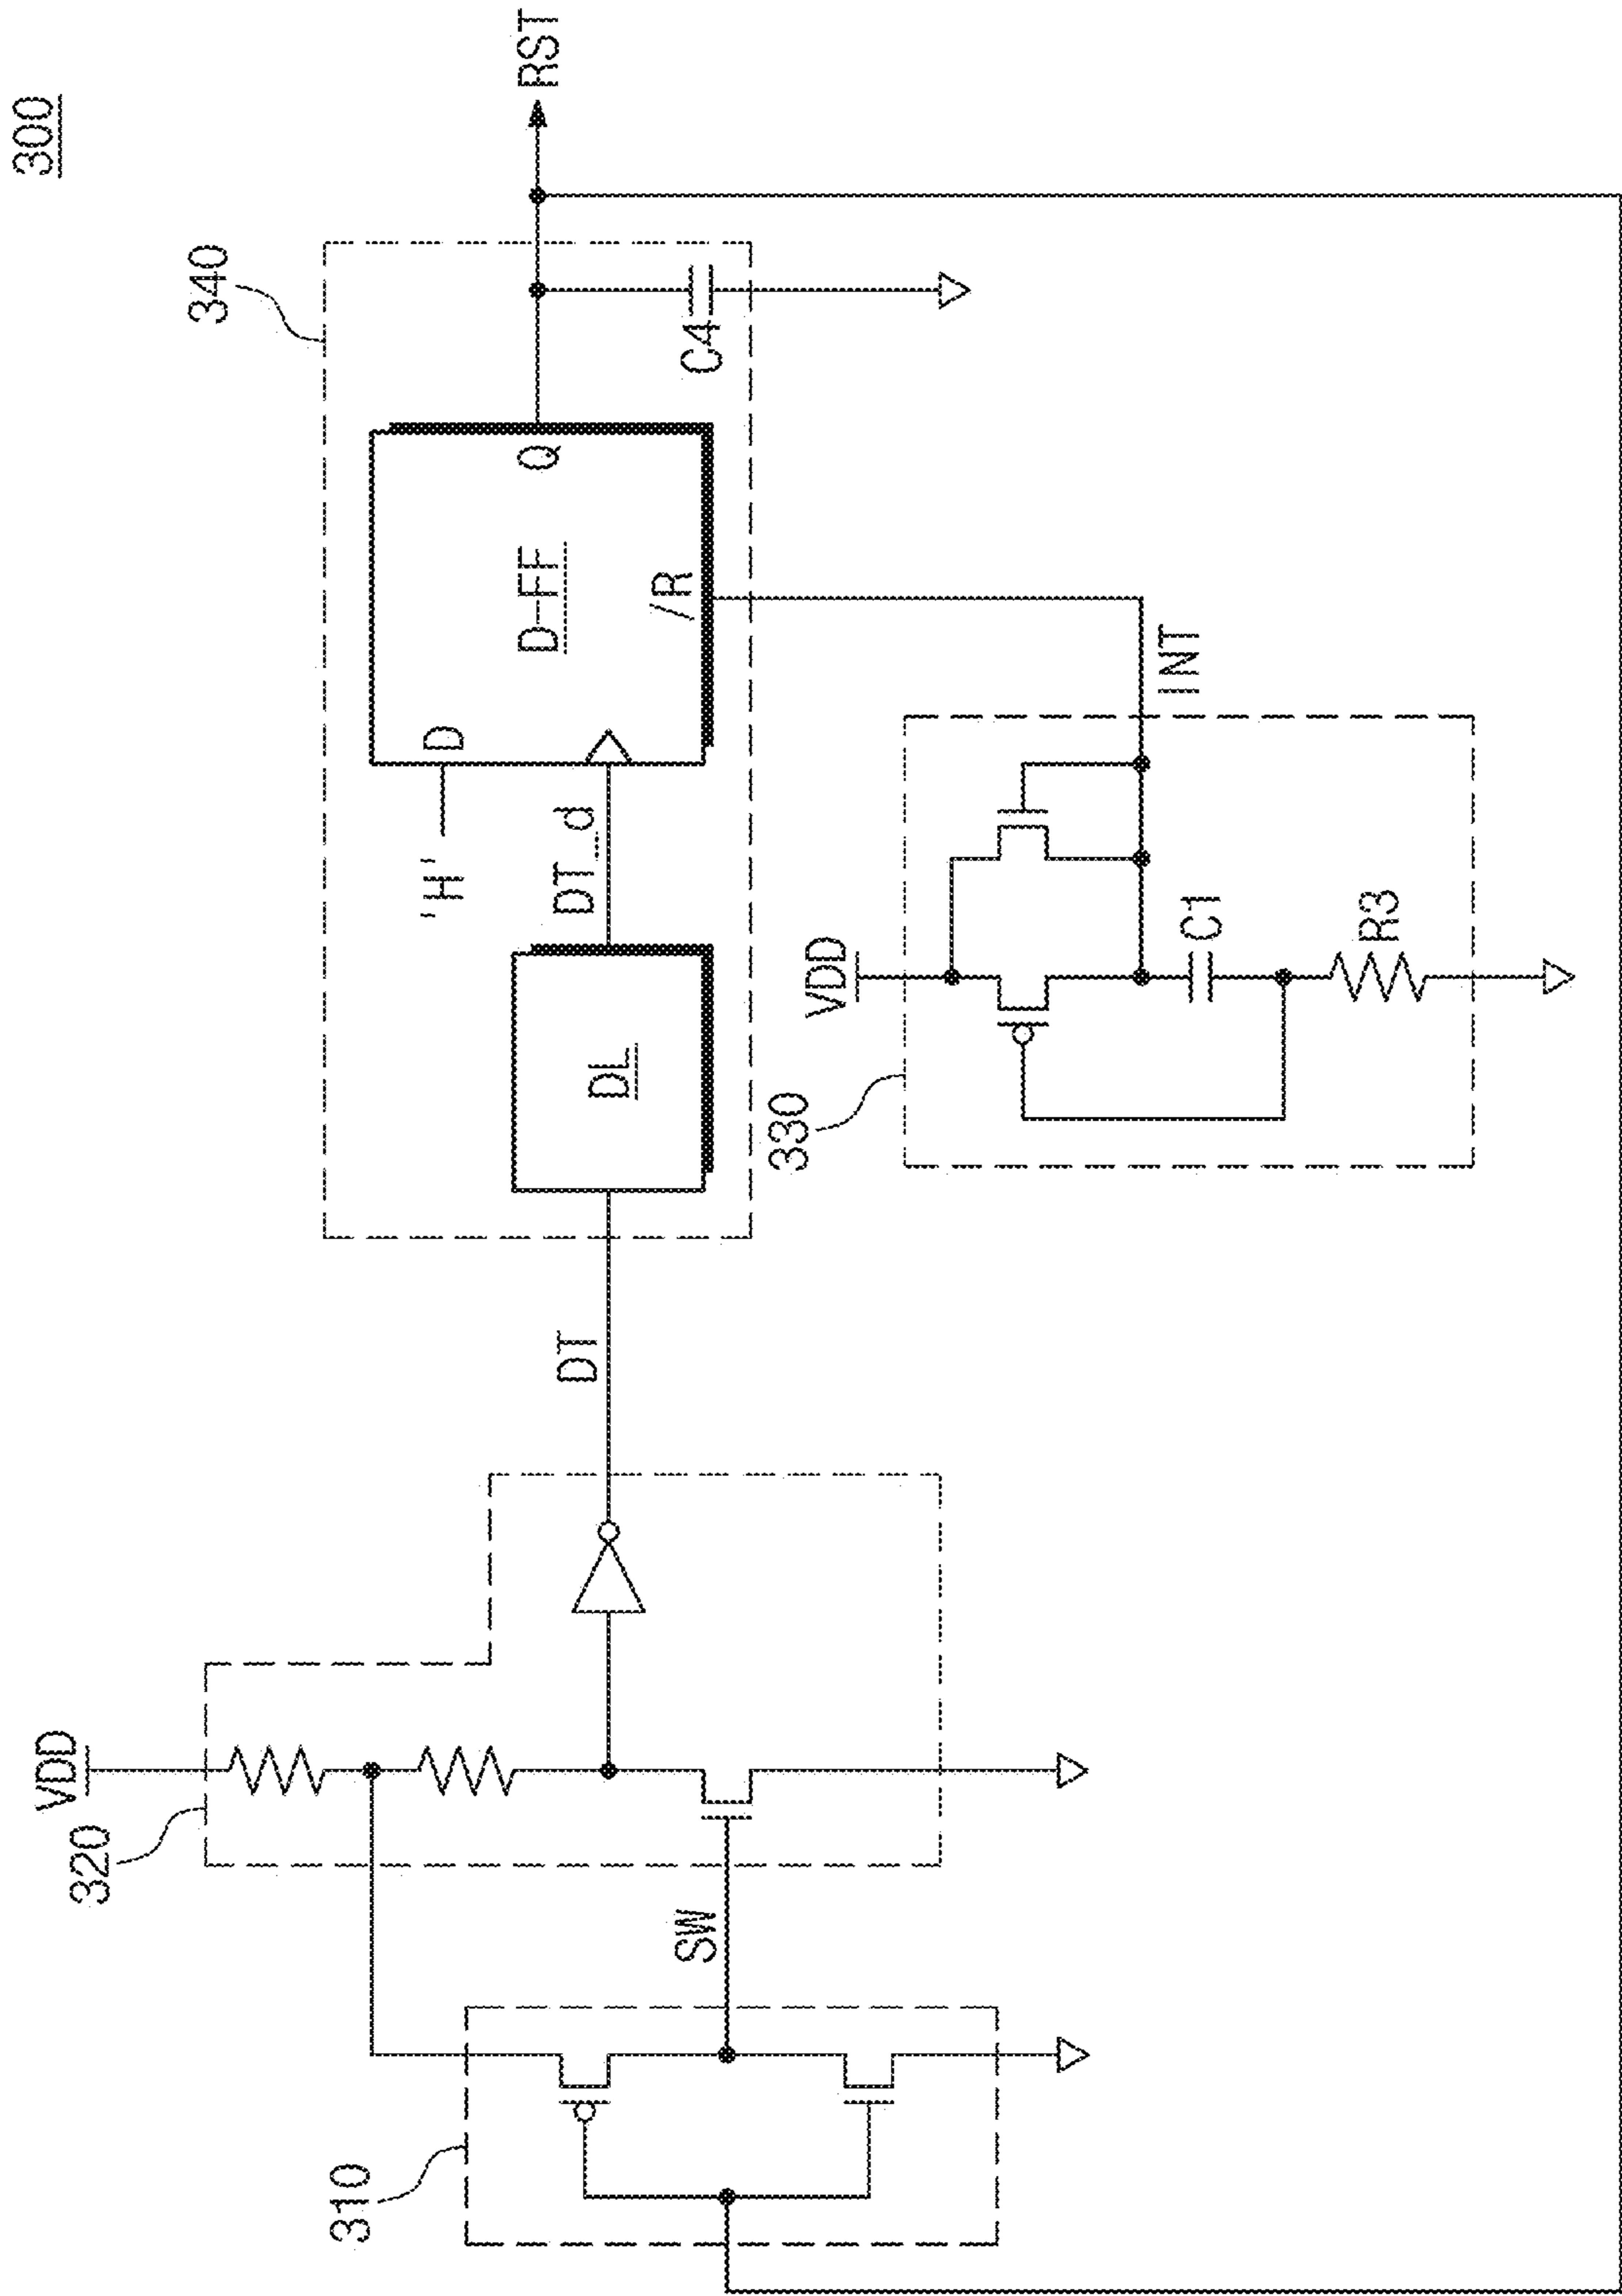 300
VDD
320
310
SW
DT
340
DL
DT_d
'H'
D
D-FF
Q
/R
C4
RST
330
VDD
C1
R3
INT